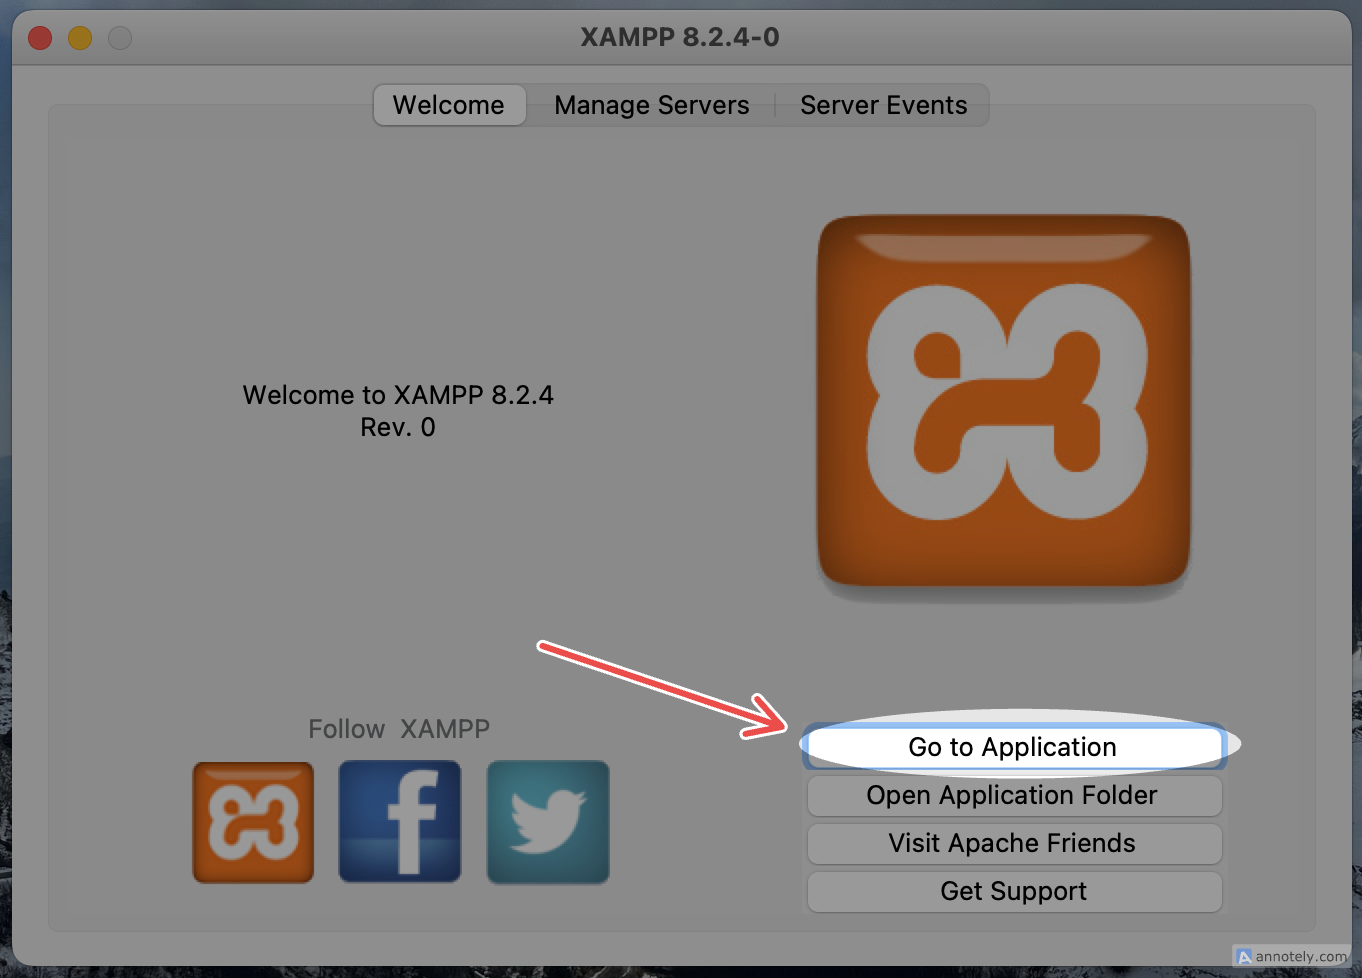 XAMPP 8.2.4-0
Welcome
Manage Servers
Server Events
Welcome to XAMPP 8.2.4
Rev. 0
Follow XAMPP
Go to Application
Open Application Folder
Visit Apache Friends
Get Support
annotely.com